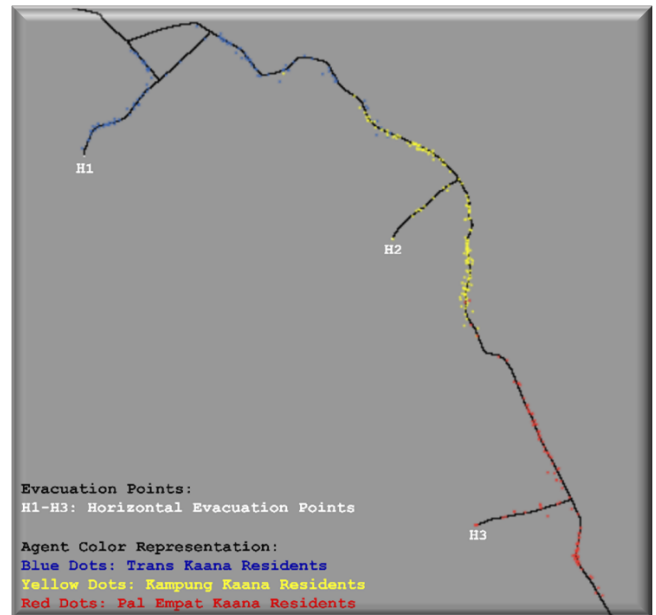 H1
H2
H3
Evacuation Points:
H1-H3: Horizontal Evacuation Points
Agent Color Representation:
Blue Dots: Trans Kaana Residents
Yellow Dots: Kampung Kaana Residents
Red Dots: Pal Empat Kaana Residents